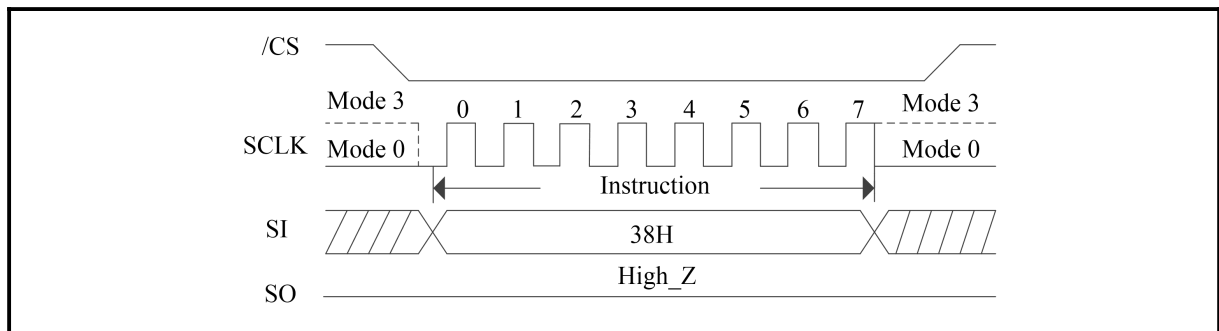 /CS
Mode 3 0 1 2 3 4 5 6 7 Mode 3
SCLK Mode 0 Mode 0
Instruction
SI 38H
High_Z
SO